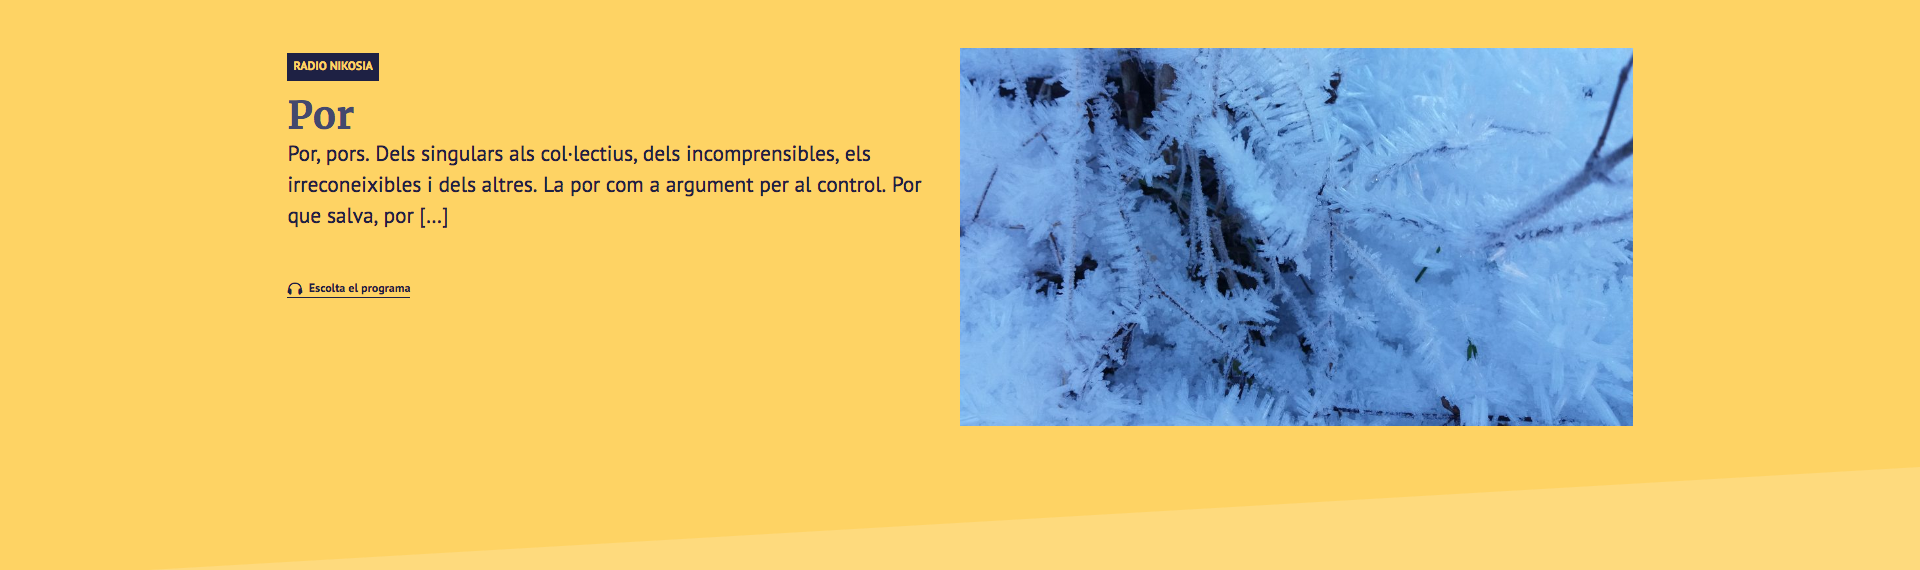 RADIO NIKOSIA
Por
Por, pors. Dels singulars als col·lectius, dels incomprensibles, els
irreconeixibles i dels altres. La por com a argument per al control. Por
que salva, por [...]
Escolta el programa